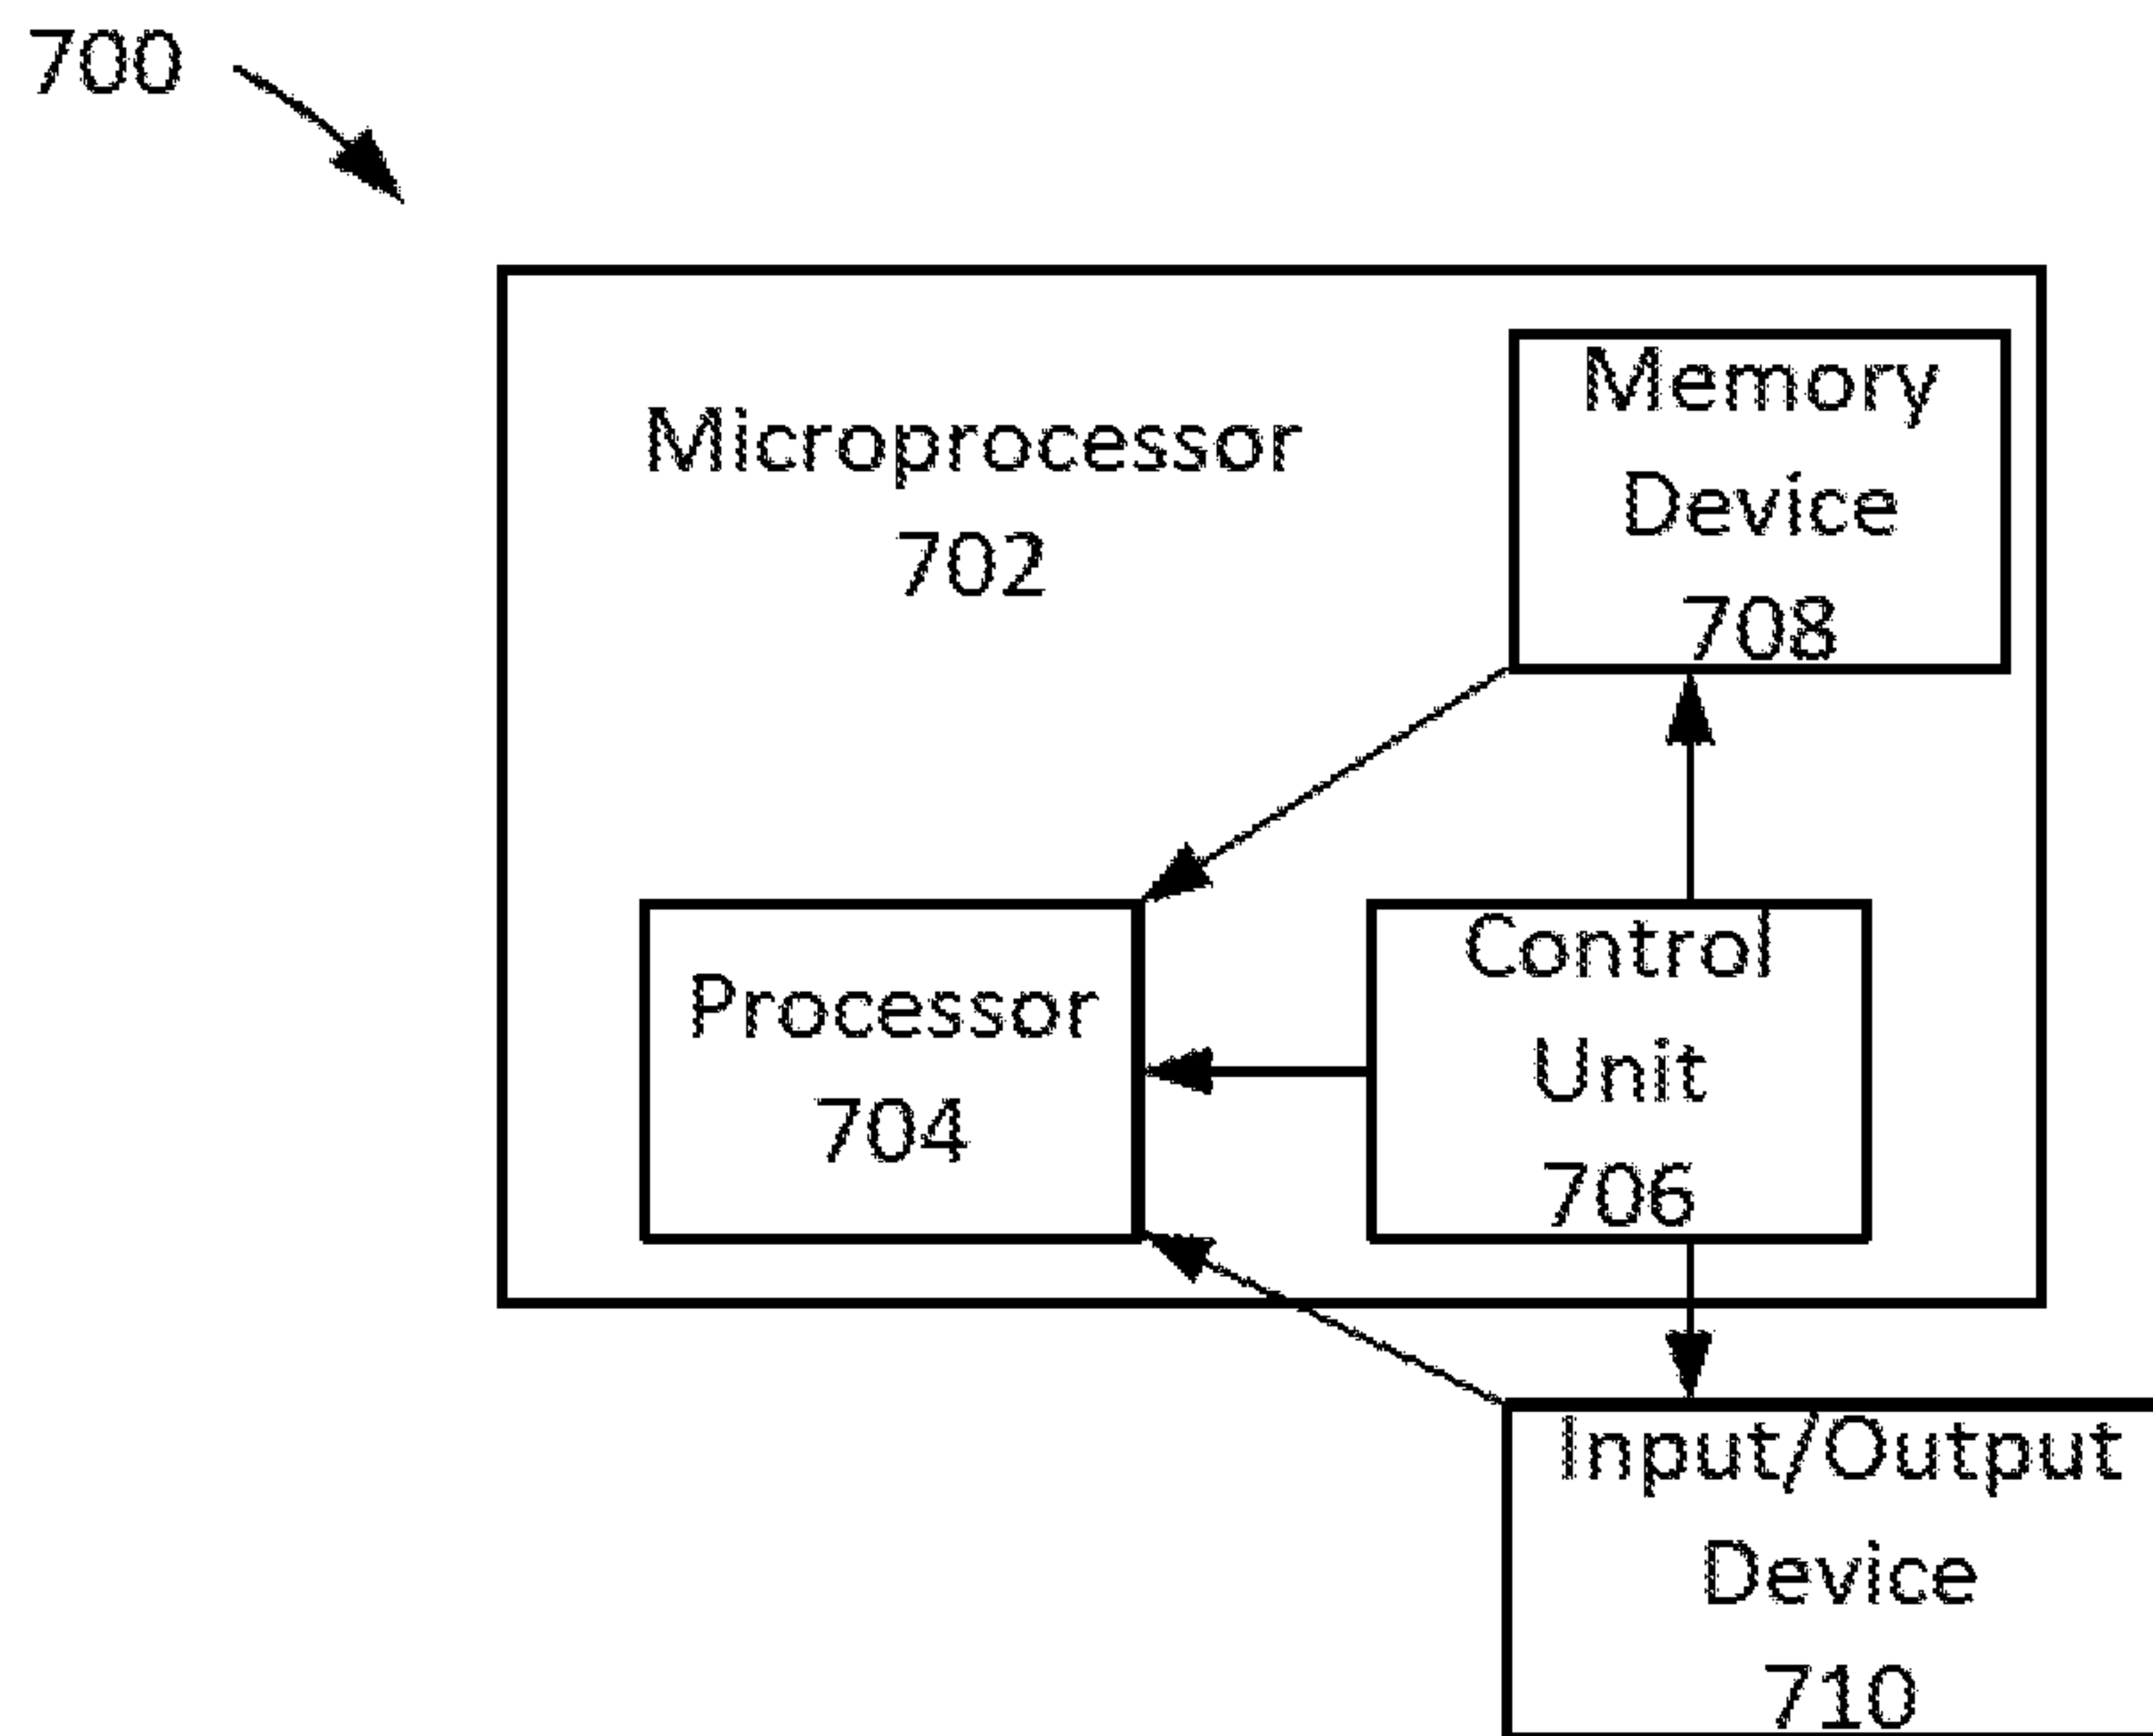 700
Microprocessor
702
Memory
Device
708
Processor
704
Control
Unit
706
Input/Output
Device
710